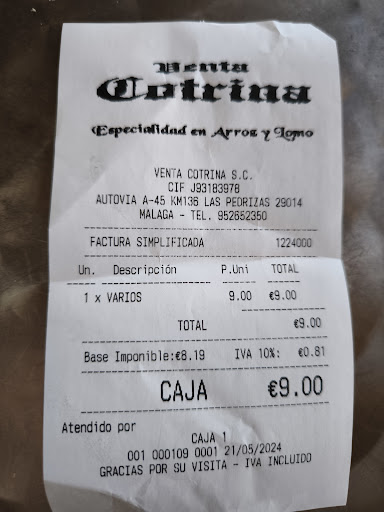 Venta
Cotrina
Especialidad en Arroz y Lomo
VENTA COTRINA S.C.
CIF J93183978
AUTOVIA A-45 KM136 LAS PEDRIZAS 29014
MALAGA - TEL. 952652350
FACTURA SIMPLIFICADA 1224000
Un. Descripción P.Uni TOTAL
1 x VARIOS 9.00 €9.00
TOTAL €9.00
Base Imponible:€8.19 IVA 10%: €0.81
CAJA €9.00
Atendido por
CAJA 1
001 000109 0001 21/05/2024
GRACIAS POR SU VISITA - IVA INCLUIDO